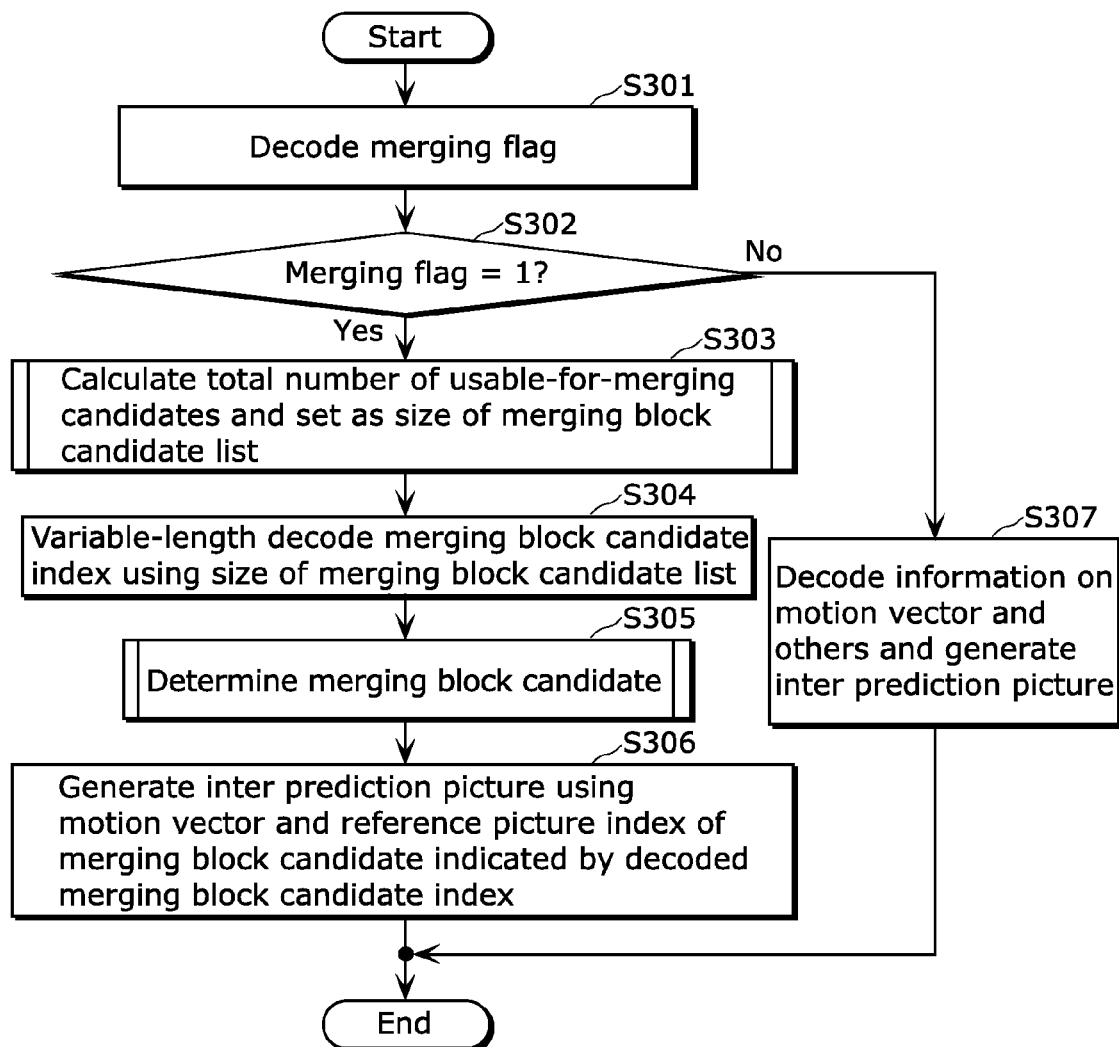 Start
S301
Decode merging flag
S302
Merging flag = 1?
No
Yes
S303
Calculate total number of usable-for-merging
candidates and set as size of merging block
candidate list
S304
Variable-length decode merging block candidate
index using size of merging block candidate list
S305
Determine merging block candidate
S306
Generate inter prediction picture using
motion vector and reference picture index of
merging block candidate indicated by decoded
merging block candidate index
S307
Decode information on
motion vector and
others and generate
inter prediction picture
End